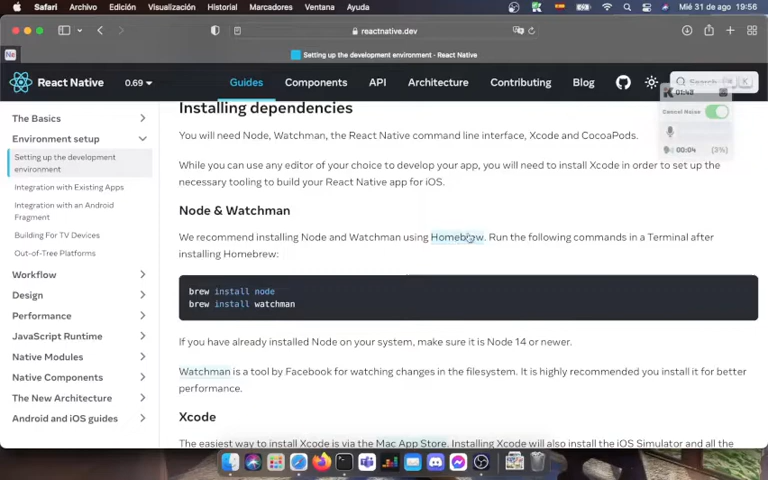 Safari Archivo Edición Visualización Historial Marcadores Ventana Ayuda Mié 31 de ago 19:56
reactnative.dev
Setting up the development environment · React Native
React Native 0.69 Guides Components API Architecture Contributing Blog Search K
01:43
Cancel Noise
00:04 (3%)
The Basics
Environment setup
Setting up the development
environment
Integration with Existing Apps
Integration with an Android
Fragment
Building For TV Devices
Out-of-Tree Platforms
Workflow
Design
Performance
JavaScript Runtime
Native Modules
Native Components
The New Architecture
Android and iOS guides
Installing dependencies
You will need Node, Watchman, the React Native command line interface, Xcode and CocoaPods.
While you can use any editor of your choice to develop your app, you will need to install Xcode in order to set up the
necessary tooling to build your React Native app for iOS.
Node & Watchman
We recommend installing Node and Watchman using Homebrew. Run the following commands in a Terminal after
installing Homebrew:
brew install node
brew install watchman
If you have already installed Node on your system, make sure it is Node 14 or newer.
Watchman is a tool by Facebook for watching changes in the filesystem. It is highly recommended you install it for better
performance.
Xcode
The easiest way to install Xcode is via the Mac App Store. Installing Xcode will also install the iOS Simulator and all the